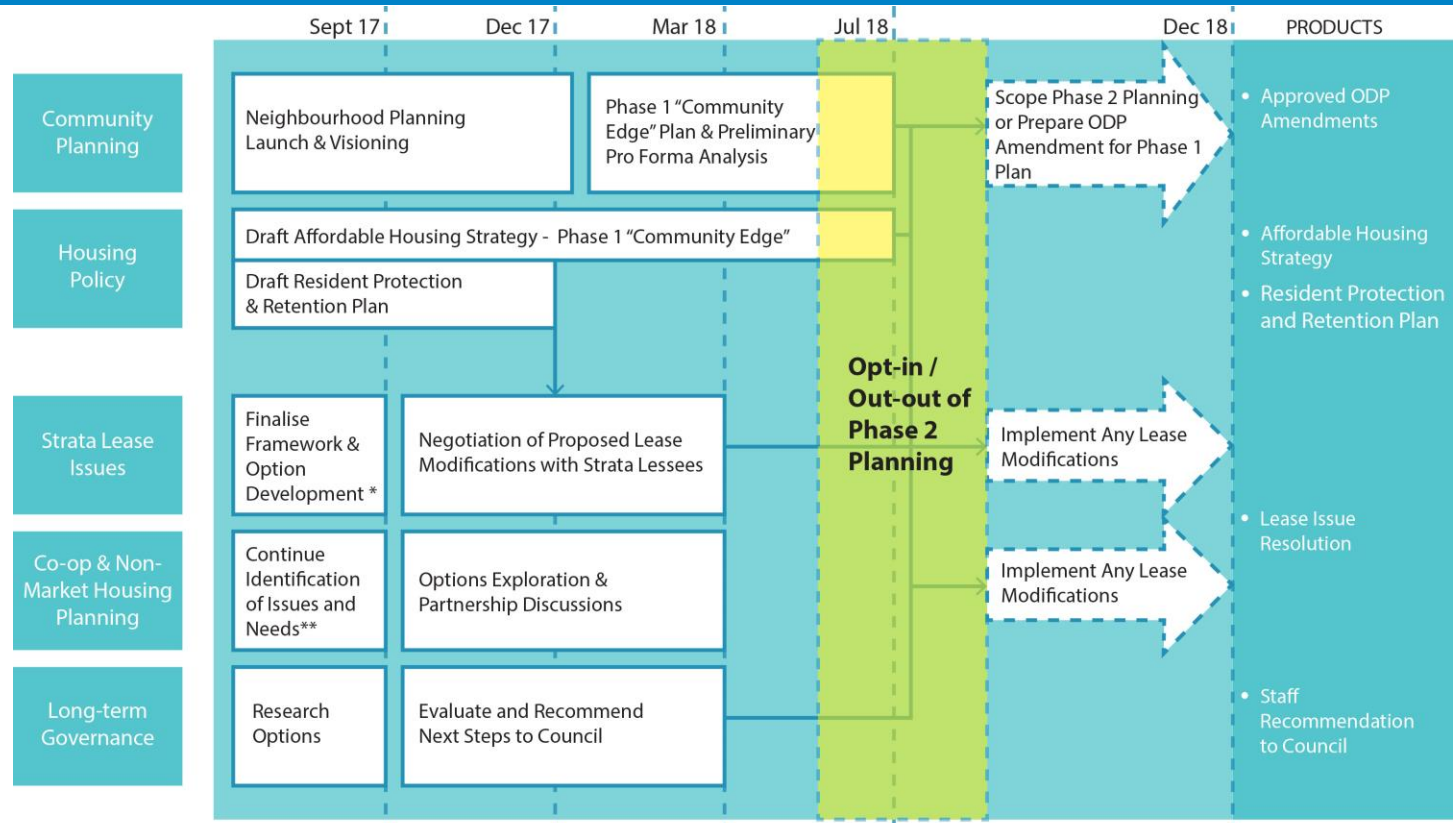 Sept 17
Dec 17
Mar 18
Jul 18
Dec 18
PRODUCTS
Community
Planning
Neighbourhood Planning
Launch & Visioning
Phase 1 “Community
Edge” Plan & Preliminary
Pro Forma Analysis
Scope Phase 2 Planning
or Prepare ODP
Amendment for Phase 1
Plan
• Approved ODP
Amendments
Housing
Policy
Draft Affordable Housing Strategy - Phase 1 “Community Edge”
Draft Resident Protection
& Retention Plan
• Affordable Housing
Strategy
• Resident Protection
and Retention Plan
Opt-in /
Out-out of
Phase 2
Planning
Strata Lease
Issues
Finalise
Framework &
Option
Development *
Negotiation of Proposed Lease
Modifications with Strata Lessees
Implement Any Lease
Modifications
• Lease Issue
Resolution
Co-op & Non-
Market Housing
Planning
Continue
Identification
of Issues and
Needs**
Options Exploration &
Partnership Discussions
Implement Any Lease
Modifications
Long-term
Governance
Research
Options
Evaluate and Recommend
Next Steps to Council
• Staff
Recommendation
to Council